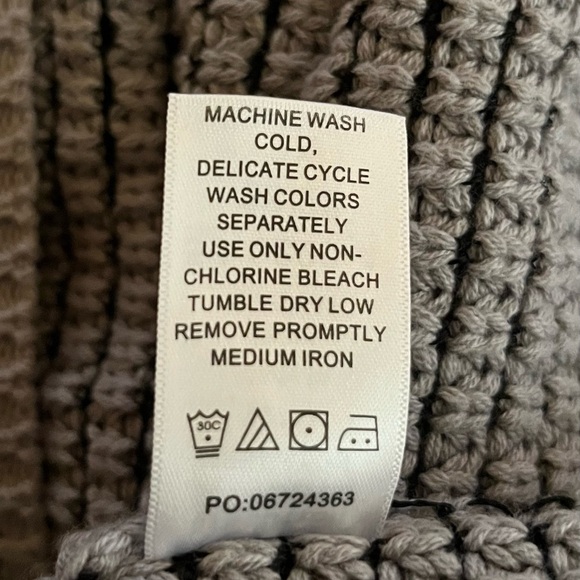 MACHINE WASH
COLD,
DELICATE CYCLE
WASH COLORS
SEPARATELY
USE ONLY NON-
CHLORINE BLEACH
TUMBLE DRY LOW
REMOVE PROMPTLY
MEDIUM IRON
30C
PO:06724363